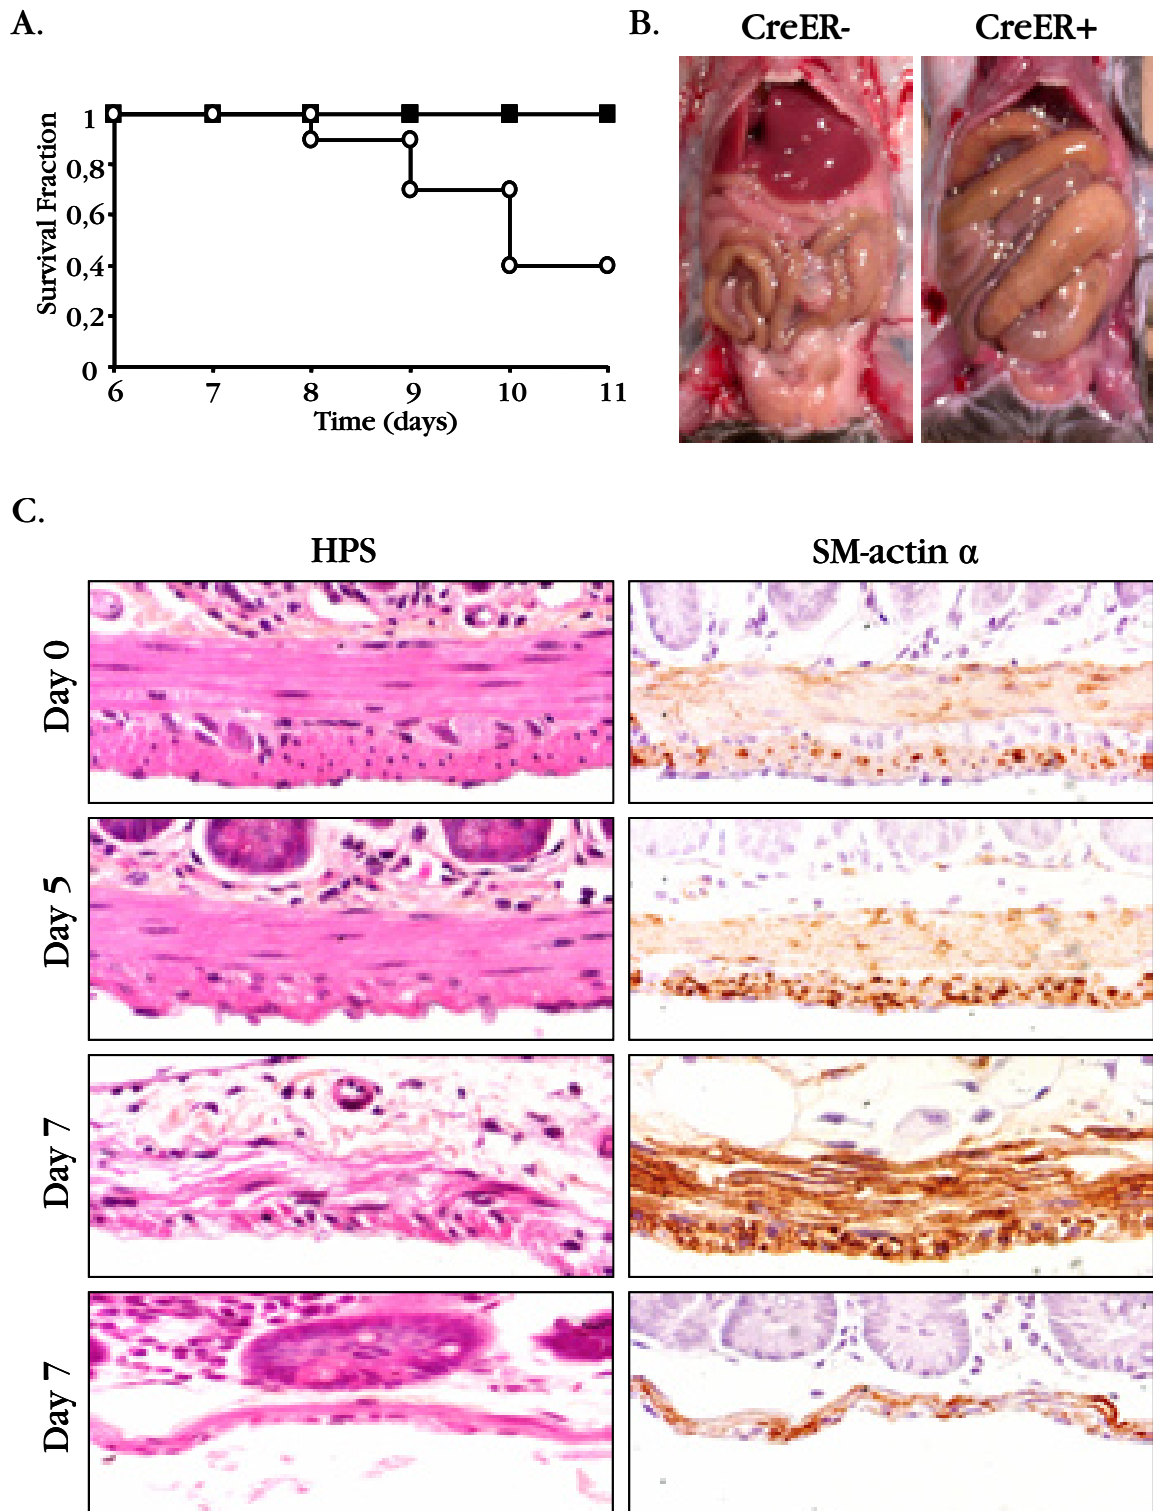 A.
Survival Fraction
1
0,8
0,6
0,4
0,2
0
6 7 8 9 10 11
Time (days)
B.
CreER- CreER+
C.
HPS SM-actin α
Day 0
Day 5
Day 7
Day 7